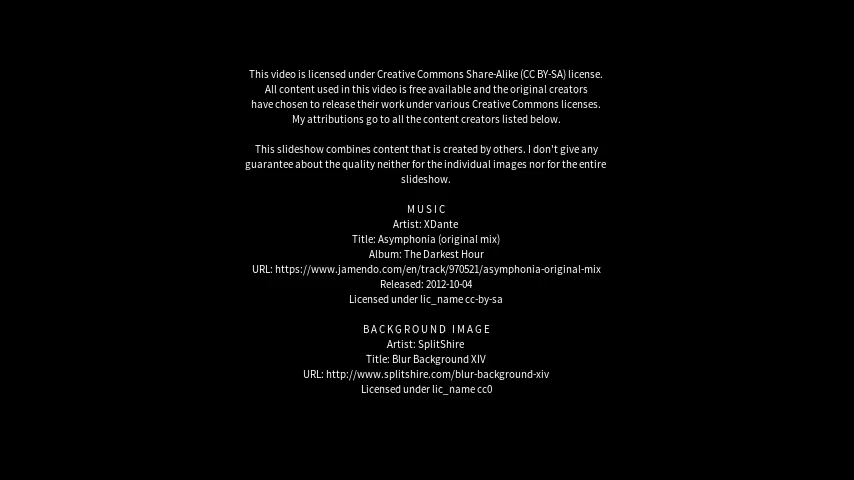 This video is licensed under Creative Commons Share-Alike (CC BY-SA) license.
All content used in this video is free available and the original creators
have chosen to release their work under various Creative Commons licenses.
My attributions go to all the content creators listed below.
This slideshow combines content that is created by others. I don't give any
guarantee about the quality neither for the individual images nor for the entire
slideshow.
MUSIC
Artist: XDante
Title: Asymphonia (original mix)
Album: The Darkest Hour
URL: https://www.jamendo.com/en/track/970521/asymphonia-original-mix
Released: 2012-10-04
Licensed under lic_name cc-by-sa
BACKGROUND IMAGE
Artist: SplitShire
Title: Blur Background XIV
URL: http://www.splitshire.com/blur-background-xiv
Licensed under lic_name cc0